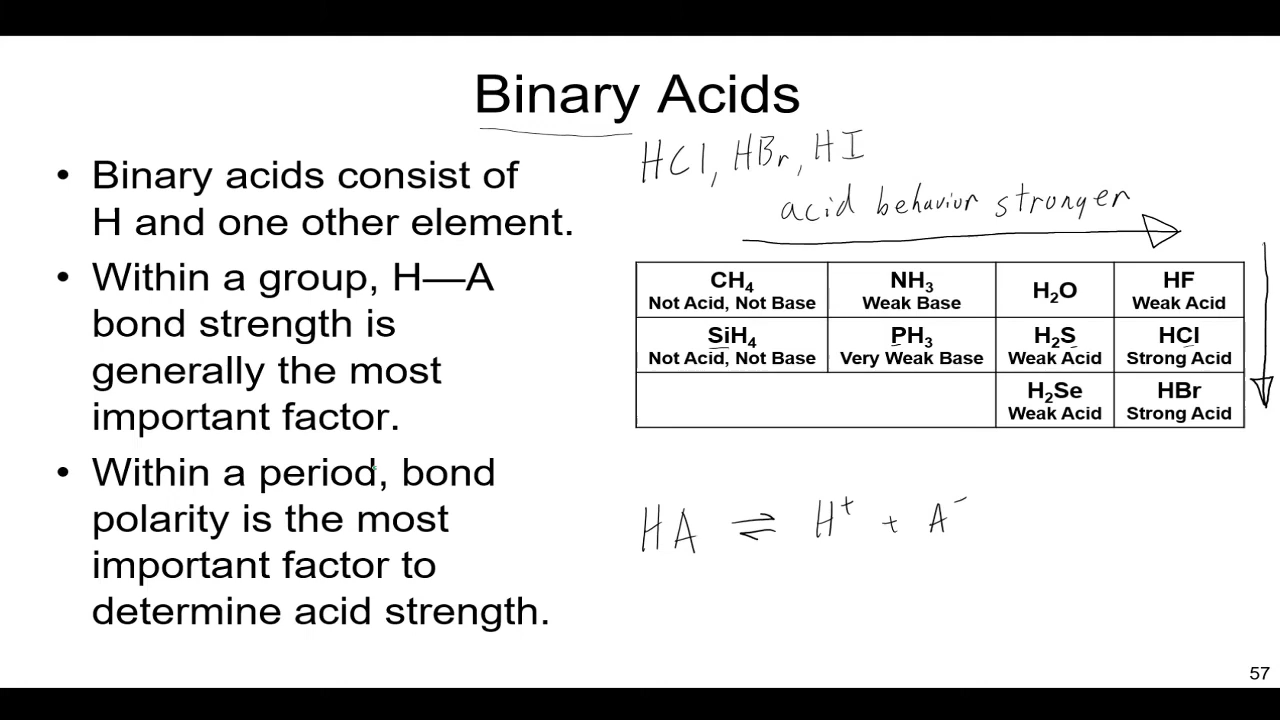 Binary Acids
• Binary acids consist of
H and one other element.
• Within a group, H—A
bond strength is
generally the most
important factor.
• Within a period, bond
polarity is the most
important factor to
determine acid strength.
HCl, HBr, HI
acid behavior stronger
CH₄ NH₃ H₂O HF
Not Acid, Not Base Weak Base Weak Acid
SiH₄ PH₃ H₂S HCl
Not Acid, Not Base Very Weak Base Weak Acid Strong Acid
H₂Se HBr
Weak Acid Strong Acid
HA ⇌ H⁺ + A⁻
57